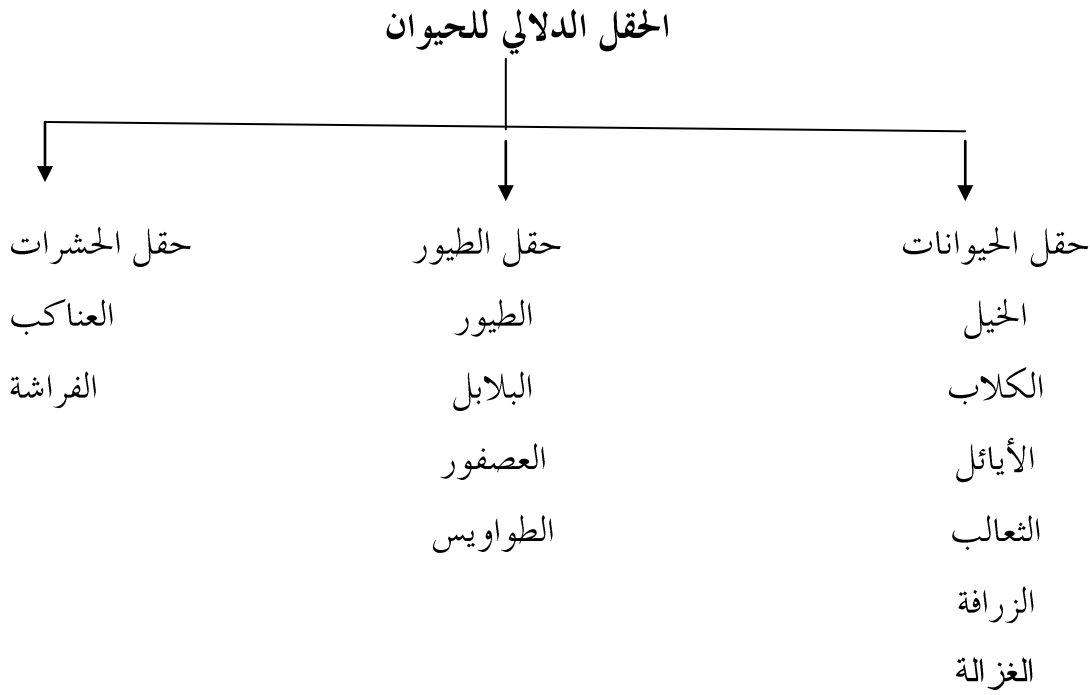 الحقل الدلالي للحيوان
حقل الحيوانات
الخيل
الكلاب
الأيائل
الثعالب
الزرافة
الغزالة
حقل الطيور
الطيور
البلابل
العصفور
الطواويس
حقل الحشرات
العناكب
الفراشة